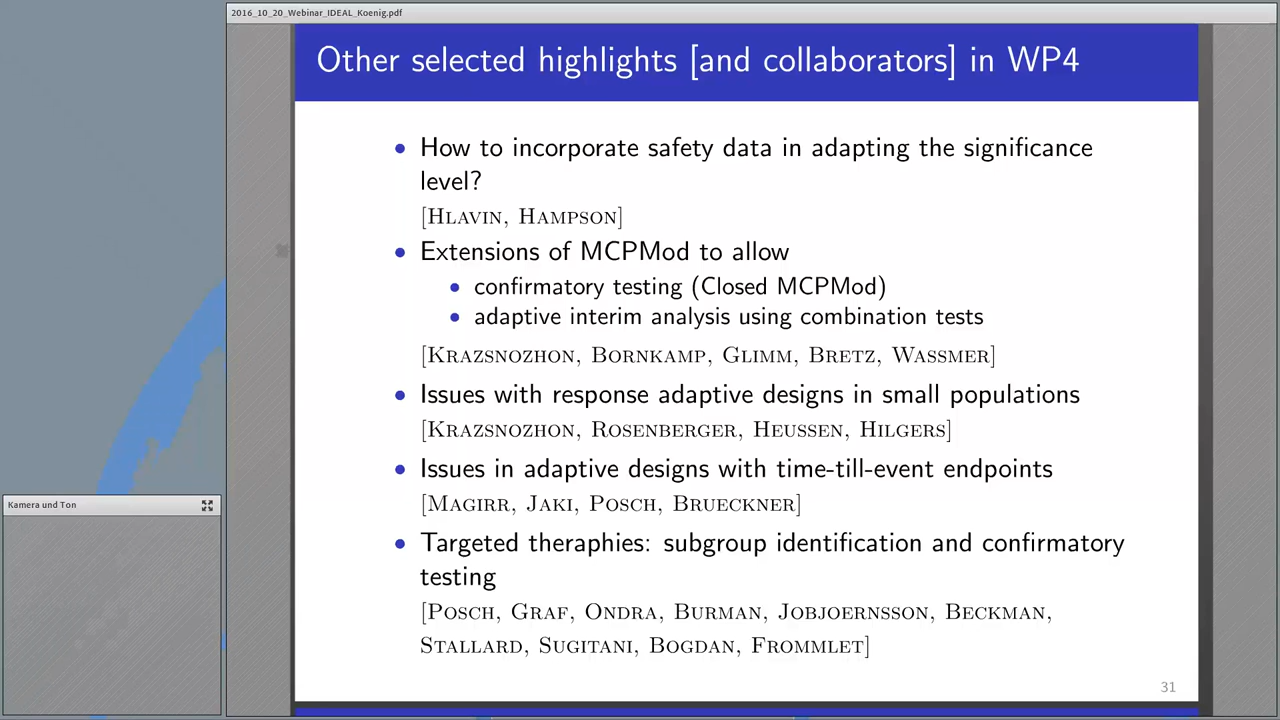 2016_10_20_Webinar_IDEAL_Koenig.pdf
Other selected highlights [and collaborators] in WP4
• How to incorporate safety data in adapting the significance
level?
[Hlavin, Hampson]
• Extensions of MCPMod to allow
• confirmatory testing (Closed MCPMod)
• adaptive interim analysis using combination tests
[Krazsnozhon, Bornkamp, Glimm, Bretz, Wassmer]
• Issues with response adaptive designs in small populations
[Krazsnozhon, Rosenberger, Heussen, Hilgers]
• Issues in adaptive designs with time-till-event endpoints
[Magirr, Jaki, Posch, Brueckner]
• Targeted theraphies: subgroup identification and confirmatory
testing
[Posch, Graf, Ondra, Burman, Jobjoernsson, Beckman,
Stallard, Sugitani, Bogdan, Frommlet]
31
Kamera und Ton